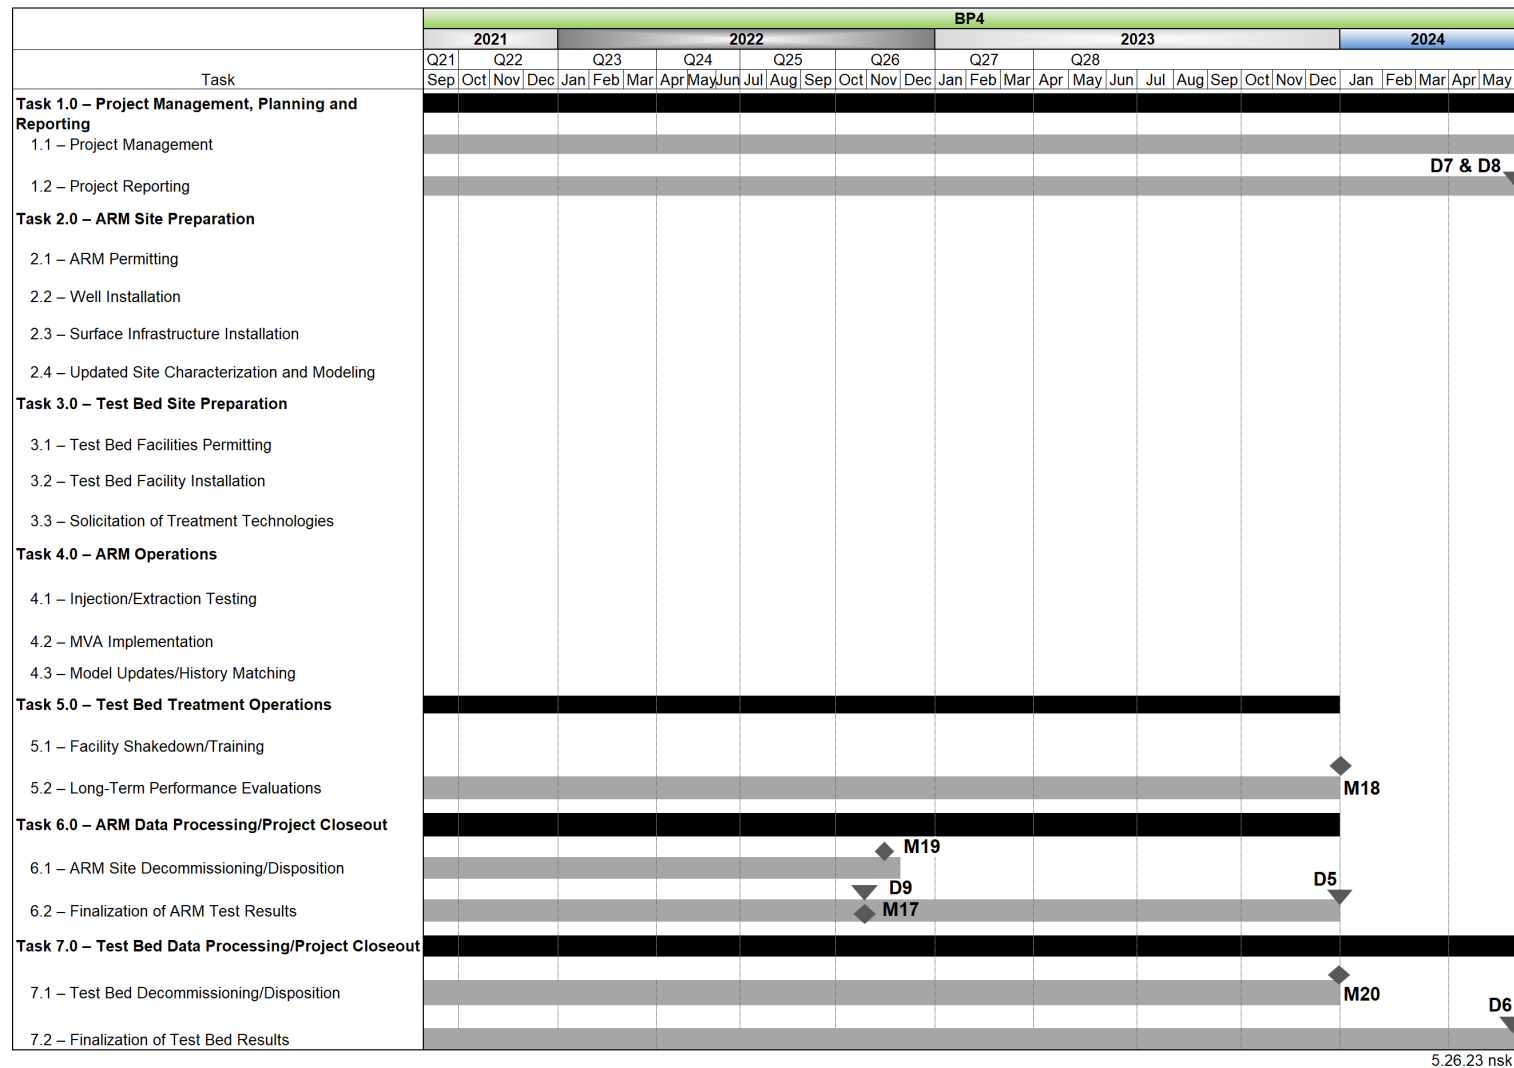 BP4
2021 2022 2023 2024
Q21 Q22 Q23 Q24 Q25 Q26 Q27 Q28
Task Sep Oct Nov Dec Jan Feb Mar Apr May Jun Jul Aug Sep Oct Nov Dec Jan Feb Mar Apr May Jun Jul Aug Sep Oct Nov Dec Jan Feb Mar Apr May
Task 1.0 – Project Management, Planning and
Reporting
1.1 – Project Management
D7 & D8
1.2 – Project Reporting
Task 2.0 – ARM Site Preparation
2.1 – ARM Permitting
2.2 – Well Installation
2.3 – Surface Infrastructure Installation
2.4 – Updated Site Characterization and Modeling
Task 3.0 – Test Bed Site Preparation
3.1 – Test Bed Facilities Permitting
3.2 – Test Bed Facility Installation
3.3 – Solicitation of Treatment Technologies
Task 4.0 – ARM Operations
4.1 – Injection/Extraction Testing
4.2 – MVA Implementation
4.3 – Model Updates/History Matching
Task 5.0 – Test Bed Treatment Operations
5.1 – Facility Shakedown/Training
5.2 – Long-Term Performance Evaluations M18
Task 6.0 – ARM Data Processing/Project Closeout
M19
6.1 – ARM Site Decommissioning/Disposition
D9 D5
6.2 – Finalization of ARM Test Results M17
Task 7.0 – Test Bed Data Processing/Project Closeout
7.1 – Test Bed Decommissioning/Disposition M20
D6
7.2 – Finalization of Test Bed Results
5.26.23 nsk